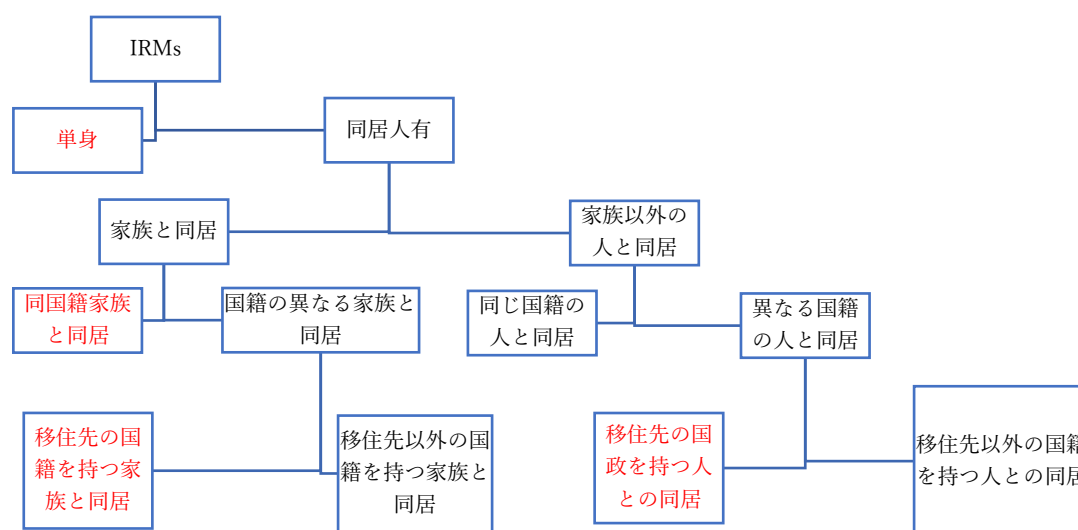 IRMs
単身
同居人有
家族と同居
家族以外の
人と同居
同国籍家族
と同居
国籍の異なる家族と
同居
同じ国籍の
人と同居
異なる国籍
の人と同居
移住先の国
籍を持つ家
族と同居
移住先以外の国
籍を持つ家族と
同居
移住先の国
政を持つ人
との同居
移住先以外の国籍
を持つ人との同居